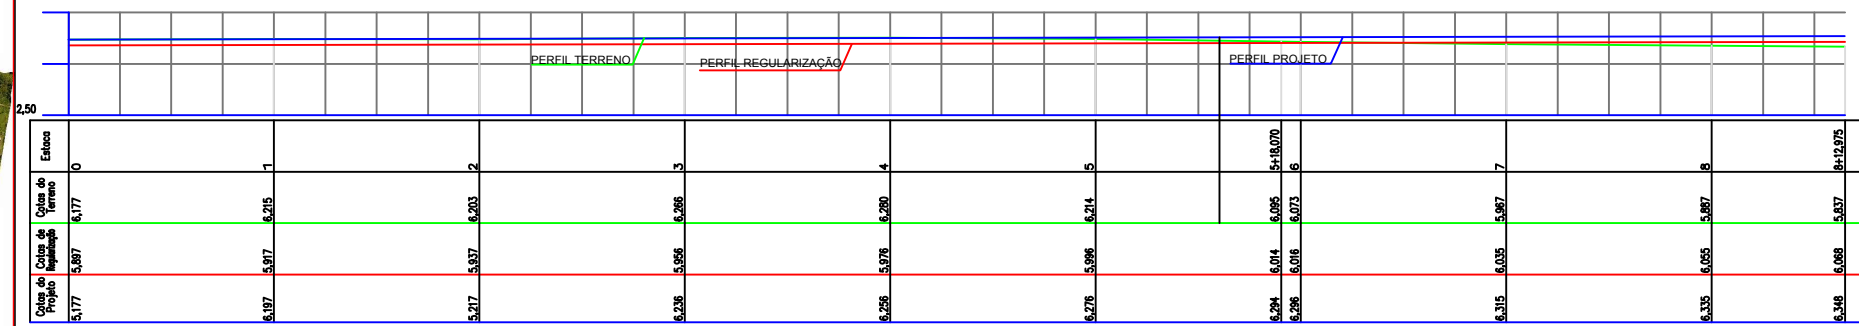 PERFIL TERRENO
PERFIL REGULARIZAÇÃO
PERFIL PROJETO
2,50
Estaca
0 1 2 3 4 5 5+18,070 6 7 8 8+12,975
Cotas do
Terreno
6,177 6,215 6,203 6,266 6,280 6,214 6,095 6,073 5,967 5,887 5,837
Cotas de
Regularização
5,897 5,917 5,937 5,956 5,976 5,996 6,014 6,016 6,035 6,055 6,068
Cotas do
Projeto
5,177 6,197 5,217 6,236 6,256 6,276 6,294 6,296 6,315 6,335 6,348